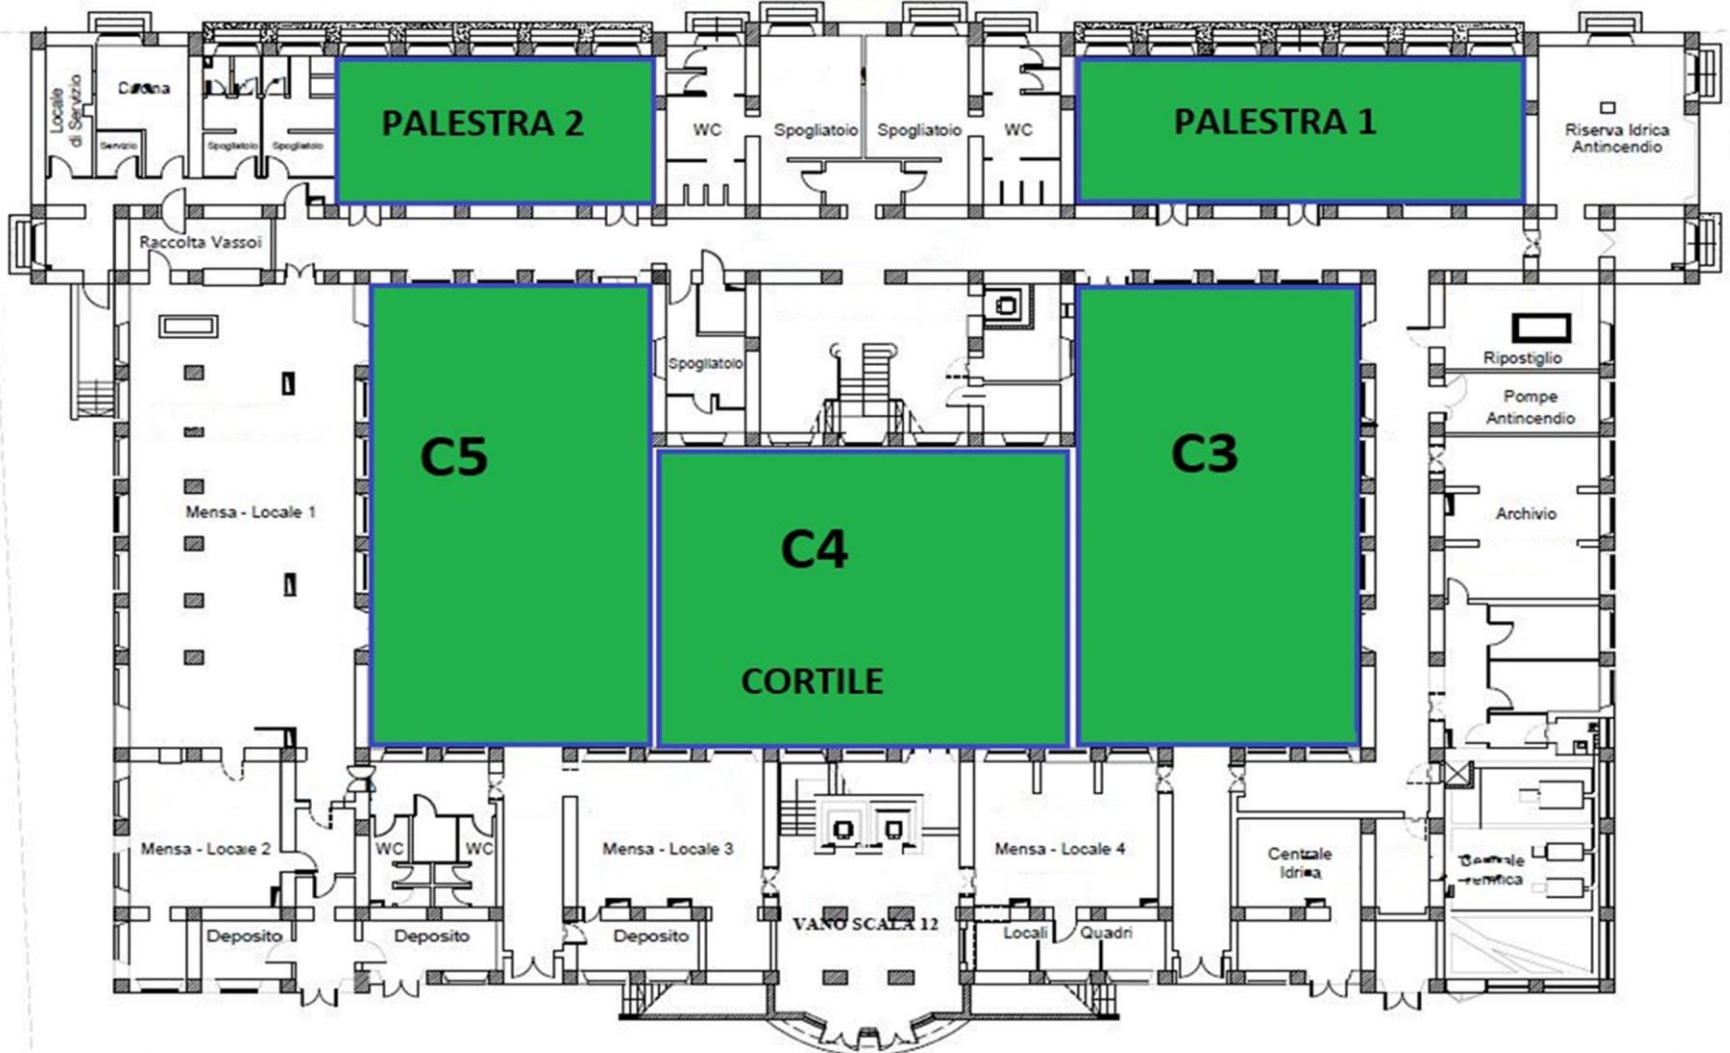 Locale
di Servizio
Cucina
Servizio
Spogliatoio
Spogliatoio
PALESTRA 2
WC
Spogliatoio
Spogliatoio
WC
PALESTRA 1
Riserva Idrica
Antincendio
Raccolta Vassoi
Spogliatoio
Ripostiglio
Pompe
Antincendio
C5
C3
Mensa - Locale 1
Archivio
C4
CORTILE
Mensa - Locale 2
WC
WC
Mensa - Locale 3
Mensa - Locale 4
Centrale
Idrica
Centrale
Termica
Deposito
Deposito
Deposito
VANO SCALA 12
Locali
Quadri